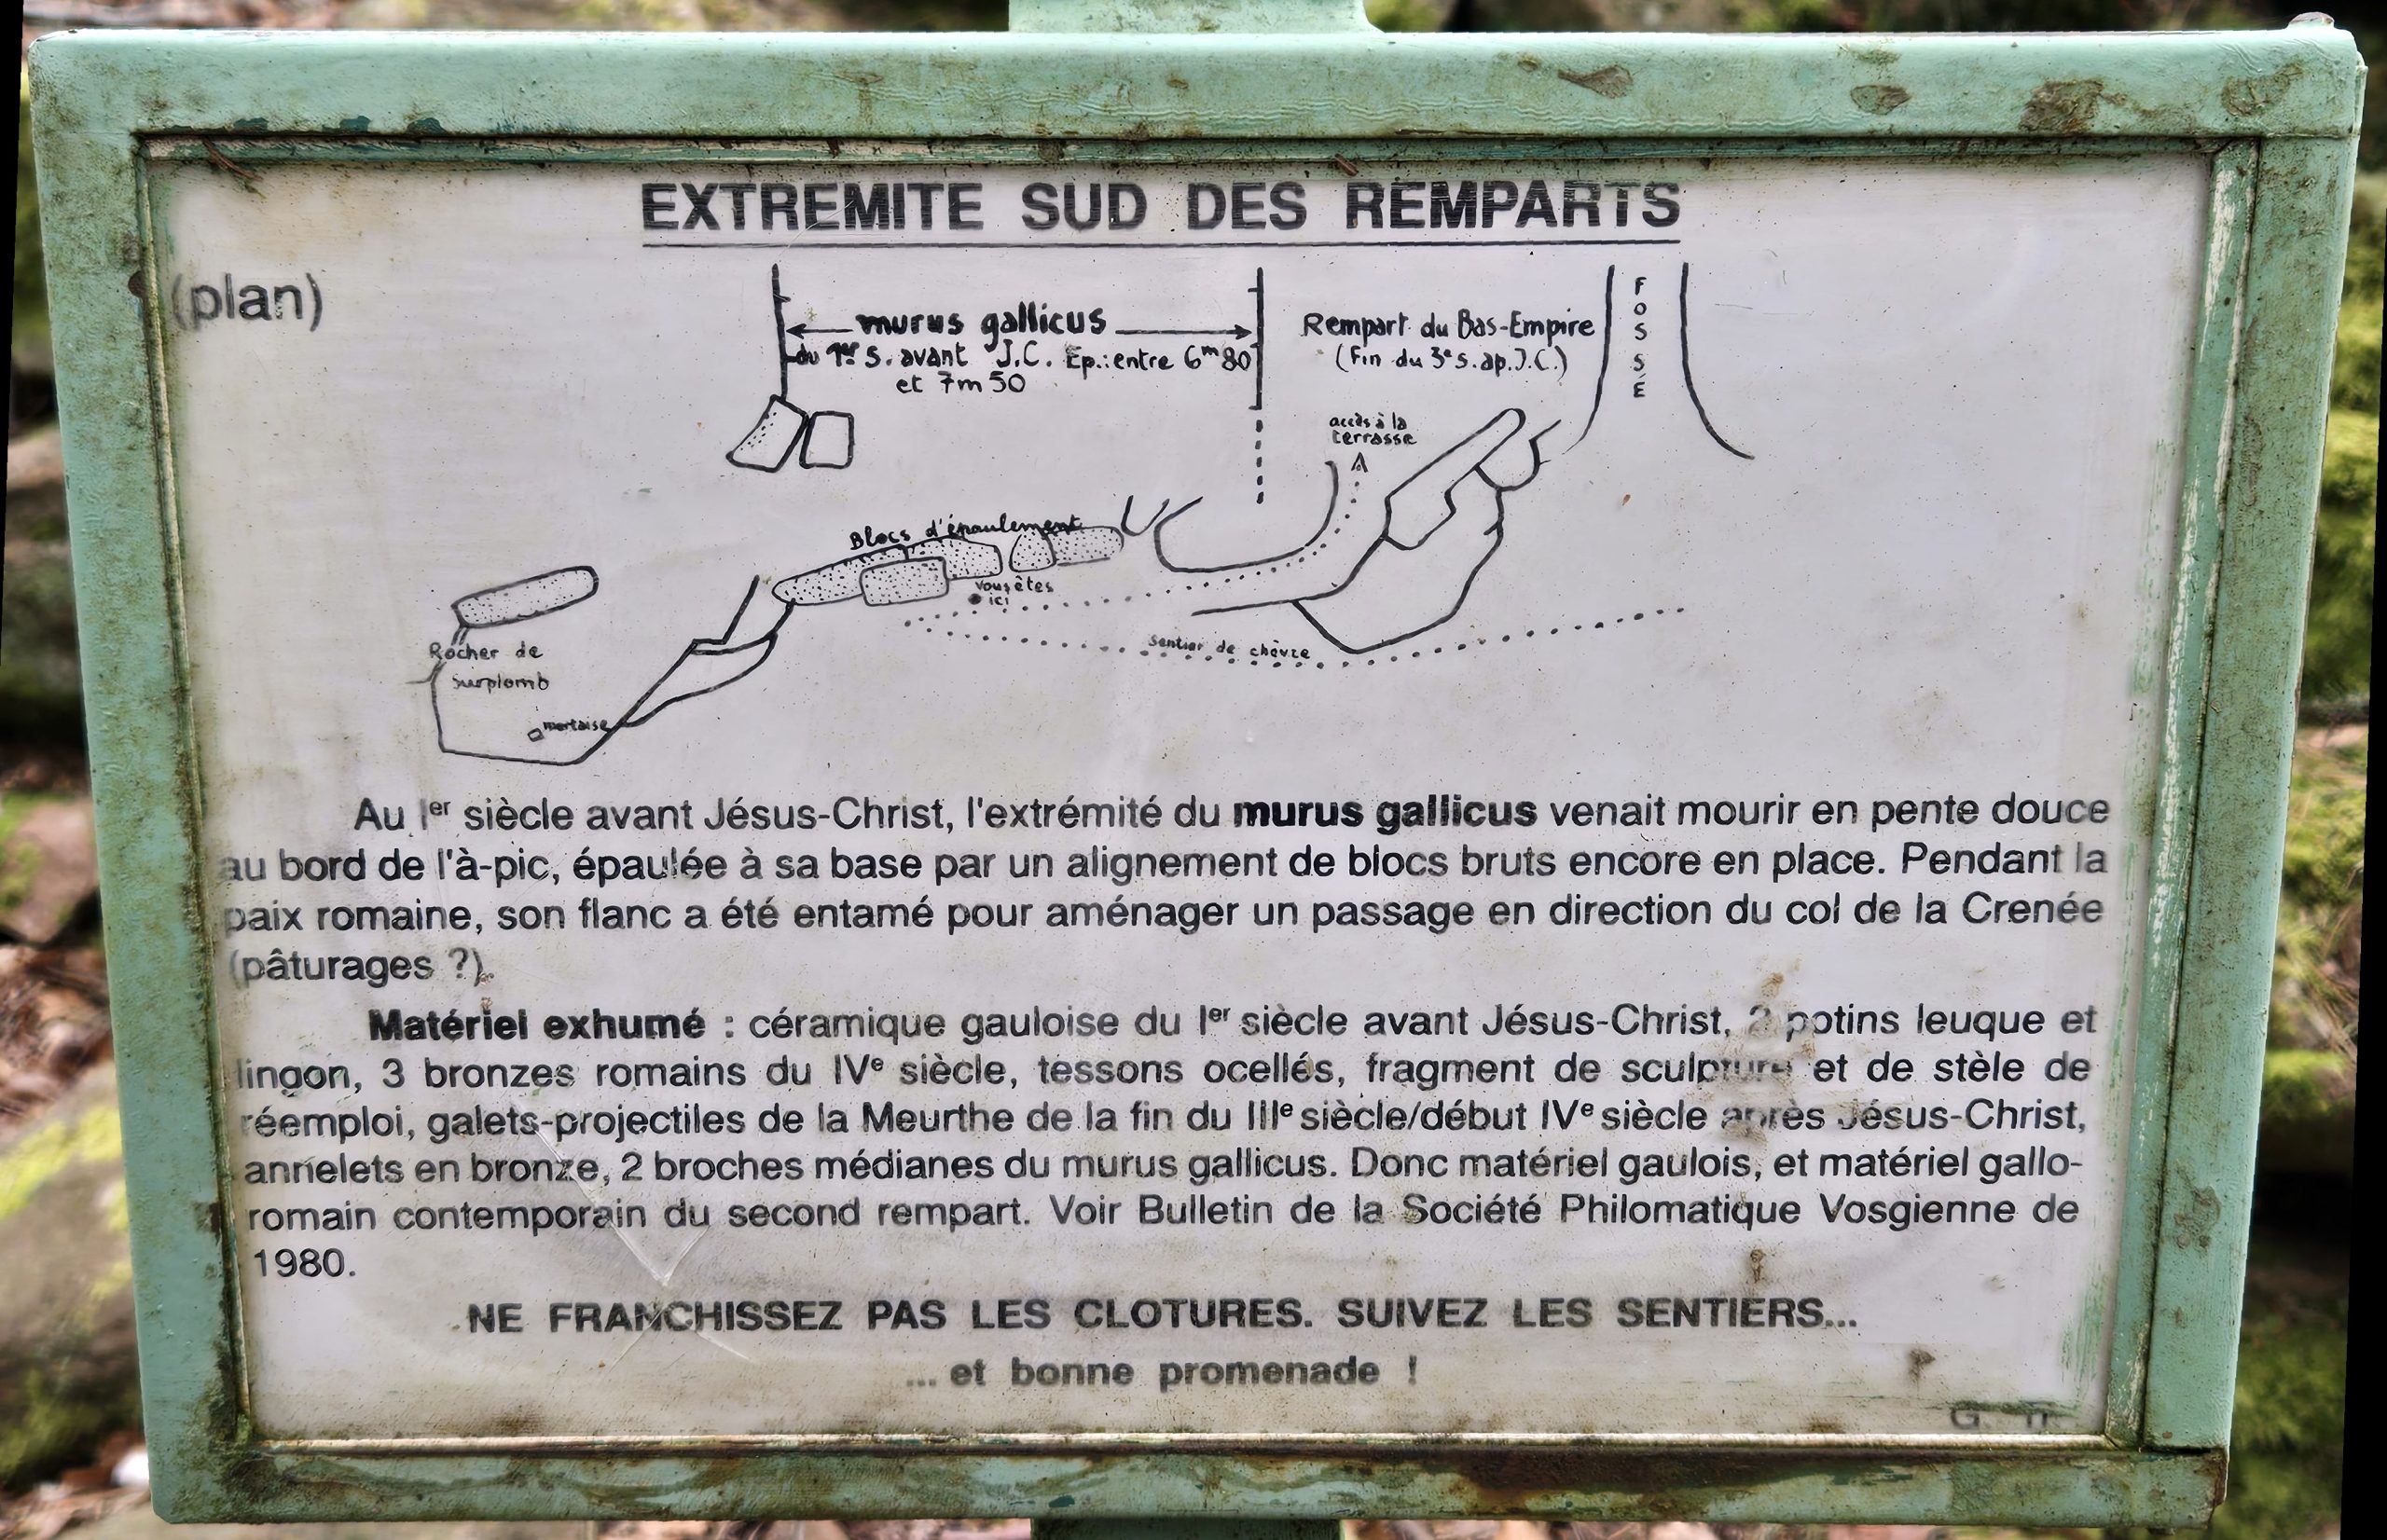 EXTREMITE SUD DES REMPARTS
(plan)
murus gallicus
du 1er S. avant J.C. Ep.: entre 6m80
et 7m50
Rempart du Bas-Empire
(Fin du 3e s. ap. J.C.)
FOSSÉ
accès à la
terrasse
Blocs d'épaulement
vous êtes
ici
Rocher de
Surplomb
Sentier de chèvre
mortaise
Au Ier siècle avant Jésus-Christ, l'extrémité du murus gallicus venait mourir en pente douce
au bord de l'à-pic, épaulée à sa base par un alignement de blocs bruts encore en place. Pendant la
paix romaine, son flanc a été entamé pour aménager un passage en direction du col de la Crenée
(pâturages ?).
Matériel exhumé : céramique gauloise du Ier siècle avant Jésus-Christ, 2 potins leuque et
lingon, 3 bronzes romains du IVe siècle, tessons ocellés, fragment de sculpture et de stèle de
réemploi, galets-projectiles de la Meurthe de la fin du IIIe siècle/début IVe siècle après Jésus-Christ,
annelets en bronze, 2 broches médianes du murus gallicus. Donc matériel gaulois, et matériel gallo-
romain contemporain du second rempart. Voir Bulletin de la Société Philomatique Vosgienne de
1980.
NE FRANCHISSEZ PAS LES CLOTURES. SUIVEZ LES SENTIERS...
... et bonne promenade !
G.